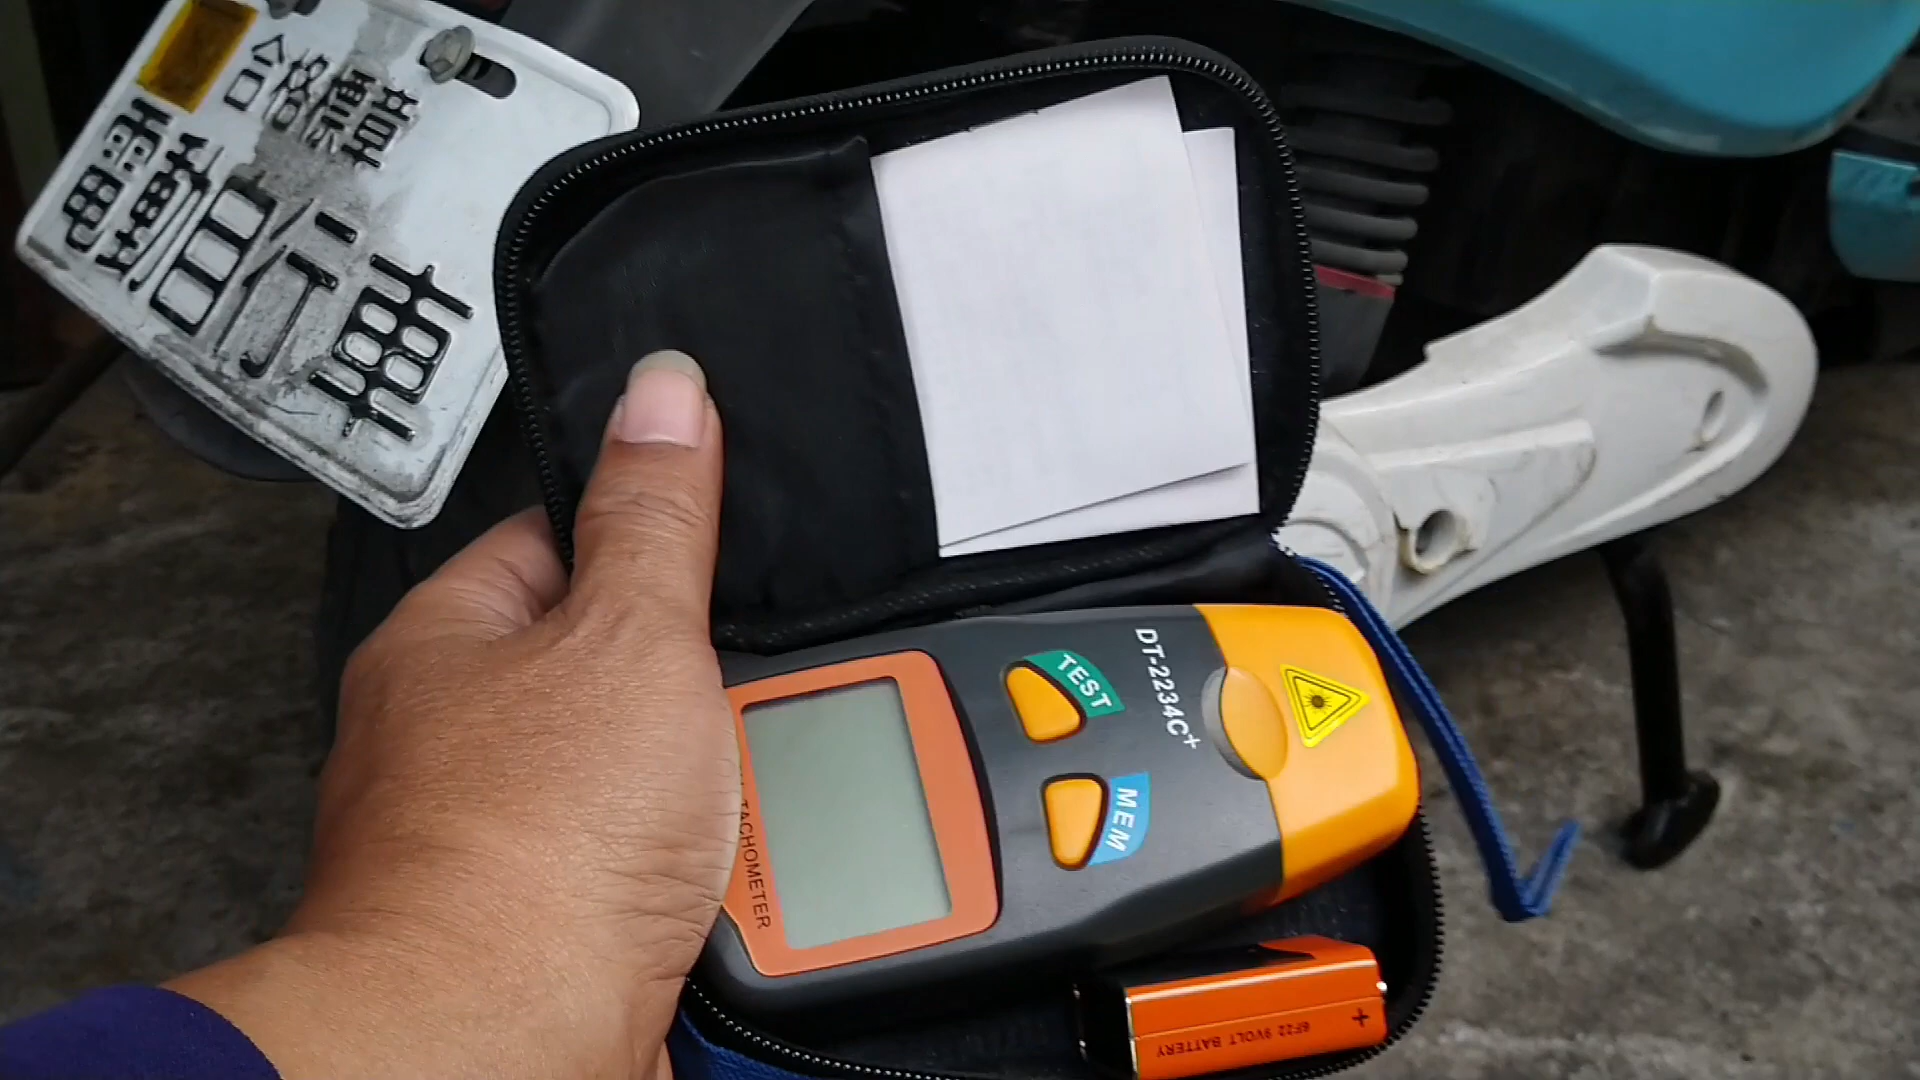 合格標章
電動自行車
DT-2234C+
TEST
MEM
TACHOMETER
+
6F22 9VOLT BATTERY